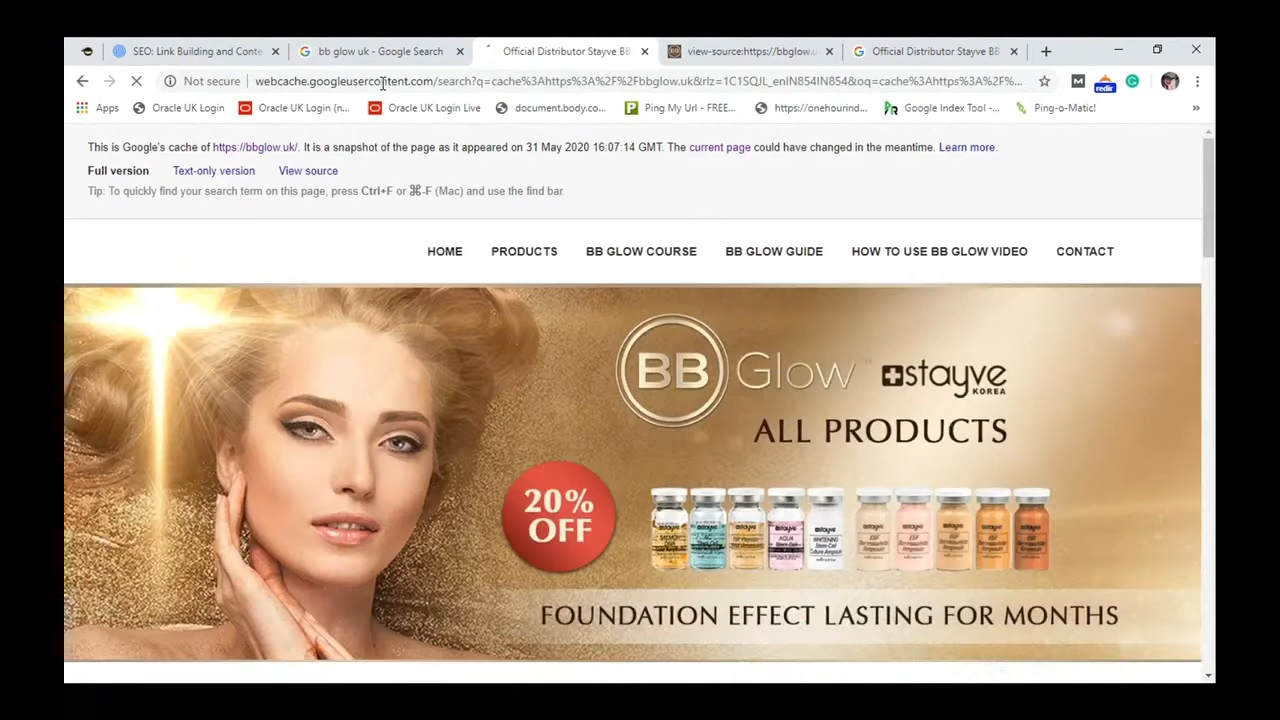 SEO: Link Building and Conte
bb glow uk - Google Search
Official Distributor Stayve BB
view-source:https://bbglow.u
Official Distributor Stayve BB
Not secure
webcache.googleusercontent.com/search?q=cache%3Ahttps%3A%2F%2Fbbglow.uk&rlz=1C1SQJL_enIN854IN854&oq=cache%3Ahttps%3A%2F%...
M
redir
G
Apps
Oracle UK Login
Oracle UK Login (n...
Oracle UK Login Live
document.body.co...
Ping My Url - FREE...
https://onehourind...
Google Index Tool -...
Ping-o-Matic!
»
This is Google's cache of https://bbglow.uk/. It is a snapshot of the page as it appeared on 31 May 2020 16:07:14 GMT. The current page could have changed in the meantime. Learn more.
Full version Text-only version View source
Tip: To quickly find your search term on this page, press Ctrl+F or ⌘-F (Mac) and use the find bar.
HOME PRODUCTS BB GLOW COURSE BB GLOW GUIDE HOW TO USE BB GLOW VIDEO CONTACT
BB Glow stayve
KOREA
ALL PRODUCTS
20%
OFF
FOUNDATION EFFECT LASTING FOR MONTHS